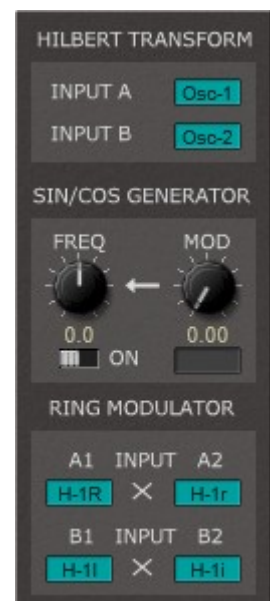 HILBERT TRANSFORM
INPUT A Osc-1
INPUT B Osc-2
SIN/COS GENERATOR
FREQ MOD
0.0 0.00
ON
RING MODULATOR
A1 INPUT A2
H-1R × H-1r
B1 INPUT B2
H-1I × H-1i